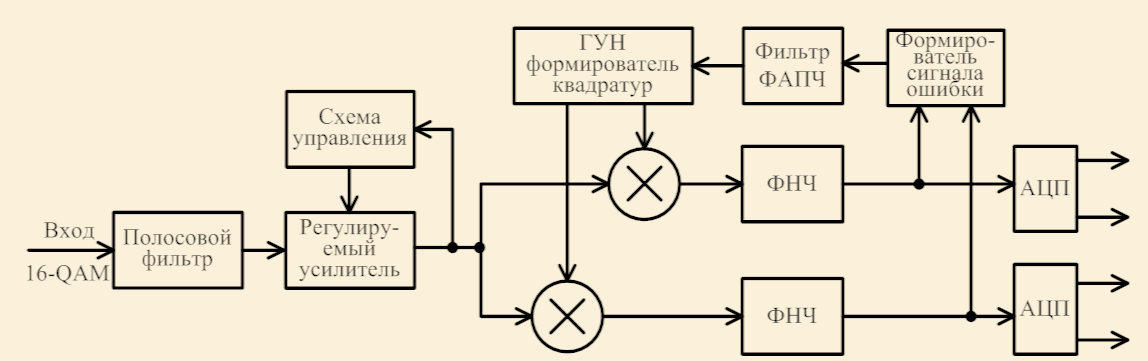 ГУН
формирователь
квадратур
Фильтр
ФАПЧ
Формиро-
ватель
сигнала
ошибки
Схема
управления
ФНЧ
АЦП
Вход
16-QAM
Полосовой
фильтр
Регулиру-
емый
усилитель
ФНЧ
АЦП